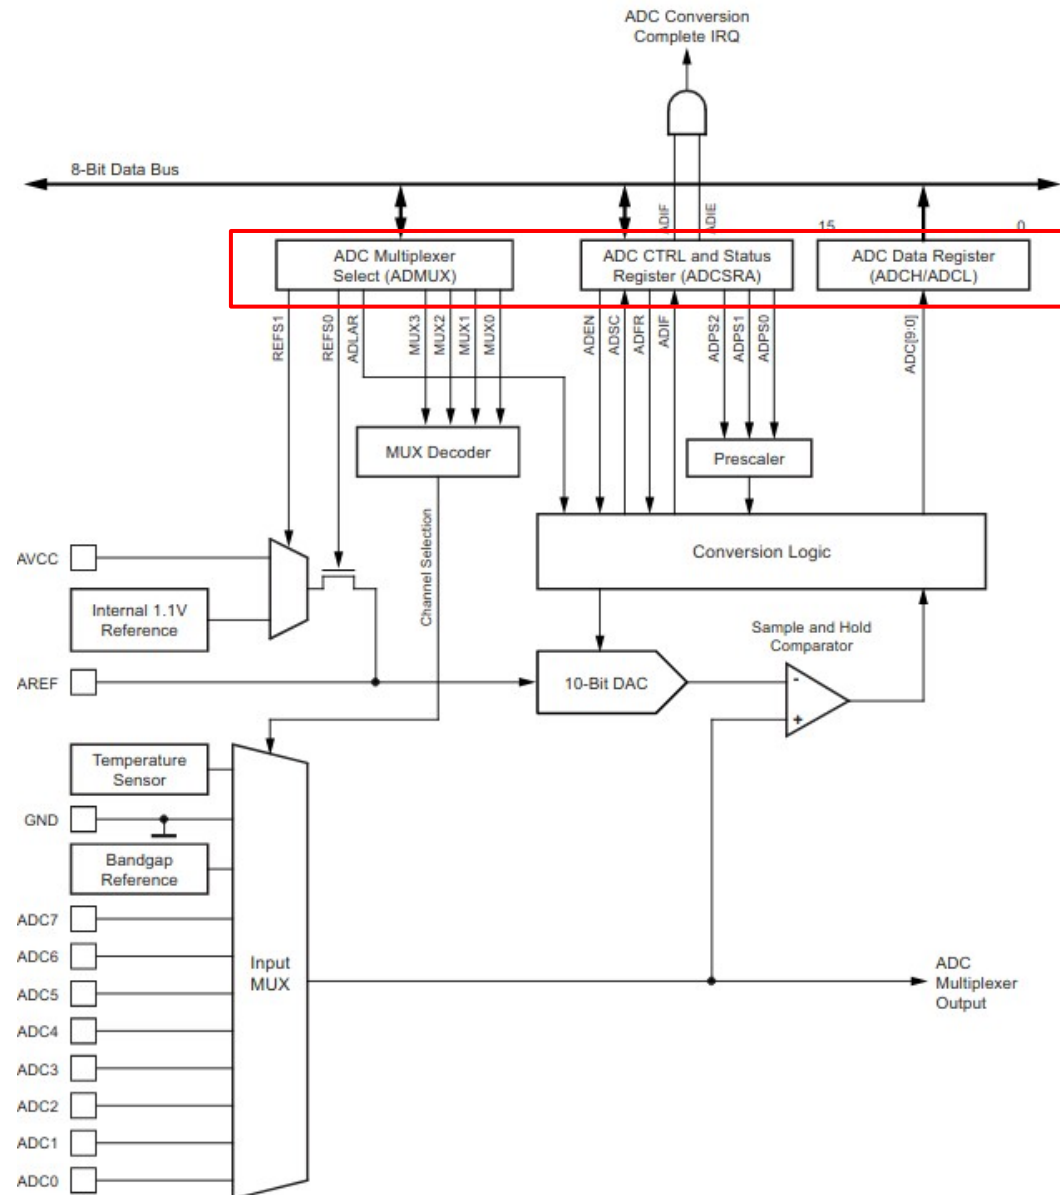 ADC Conversion
Complete IRQ
8-Bit Data Bus
ADIF
ADIE
15
0
ADC Multiplexer
Select (ADMUX)
ADC CTRL and Status
Register (ADCSRA)
ADC Data Register
(ADCH/ADCL)
REFS1
REFS0
ADLAR
MUX3
MUX2
MUX1
MUX0
ADEN
ADSC
ADFR
ADIF
ADPS2
ADPS1
ADPS0
ADC[9:0]
MUX Decoder
Prescaler
Channel Selection
Conversion Logic
AVCC
Internal 1.1V
Reference
Sample and Hold
Comparator
AREF
10-Bit DAC
-
+
Temperature
Sensor
GND
Bandgap
Reference
ADC7
ADC6
ADC5
ADC4
ADC3
ADC2
ADC1
ADC0
Input
MUX
ADC
Multiplexer
Output